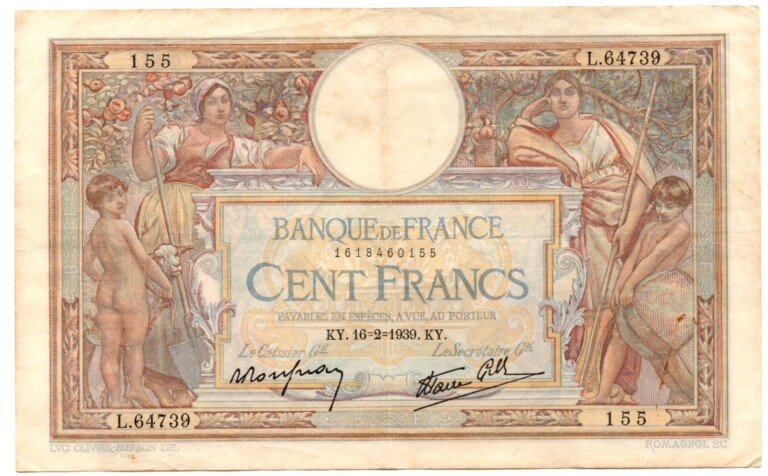 155
L.64739
BANQUE DE FRANCE
1618460155
CENT FRANCS
PAYABLES EN ESPÈCES, A VUE, AU PORTEUR
KY. 16=2=1939. KY.
Le Caissier Gal
Le Secrétaire Gal
L.64739
155
LVC OLIVIER-MERSON DEL.
ROMAGNOL SC